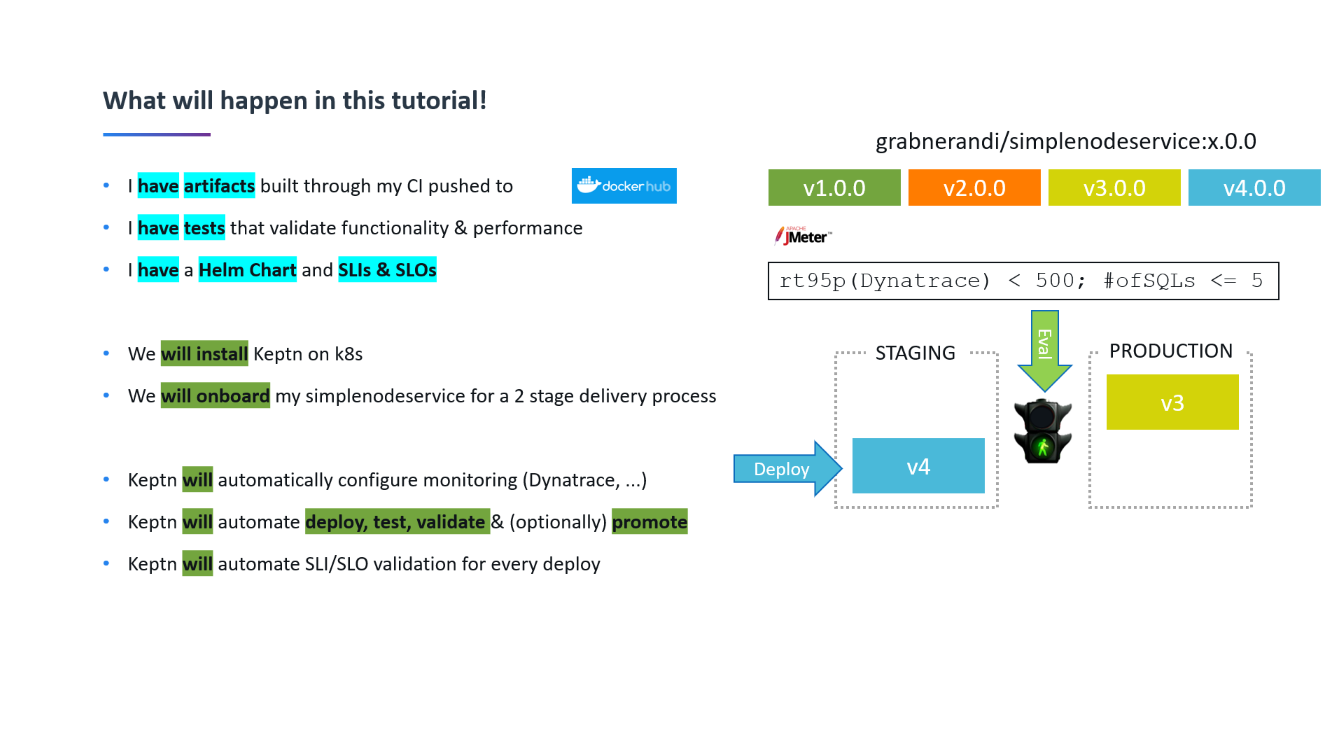 What will happen in this tutorial!
I have artifacts built through my CI pushed to
docker hub
I have tests that validate functionality & performance
I have a Helm Chart and SLIs & SLOs
We will install Keptn on k8s
We will onboard my simplenodeservice for a 2 stage delivery process
Keptn will automatically configure monitoring (Dynatrace, ...)
Keptn will automate deploy, test, validate & (optionally) promote
Keptn will automate SLI/SLO validation for every deploy
grabnerandi/simplenodeservice:x.0.0
v1.0.0
v2.0.0
v3.0.0
v4.0.0
APACHE
JMeter™
rt95p(Dynatrace) < 500; #ofSQLs <= 5
Eval
STAGING
PRODUCTION
v3
Deploy
v4